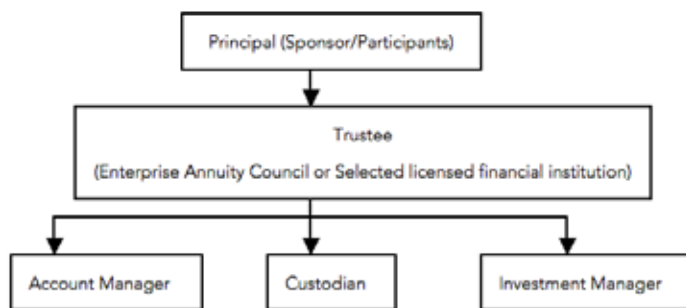 Principal (Sponsor/Participants)
Trustee
(Enterprise Annuity Council or Selected licensed financial institution)
Account Manager
Custodian
Investment Manager